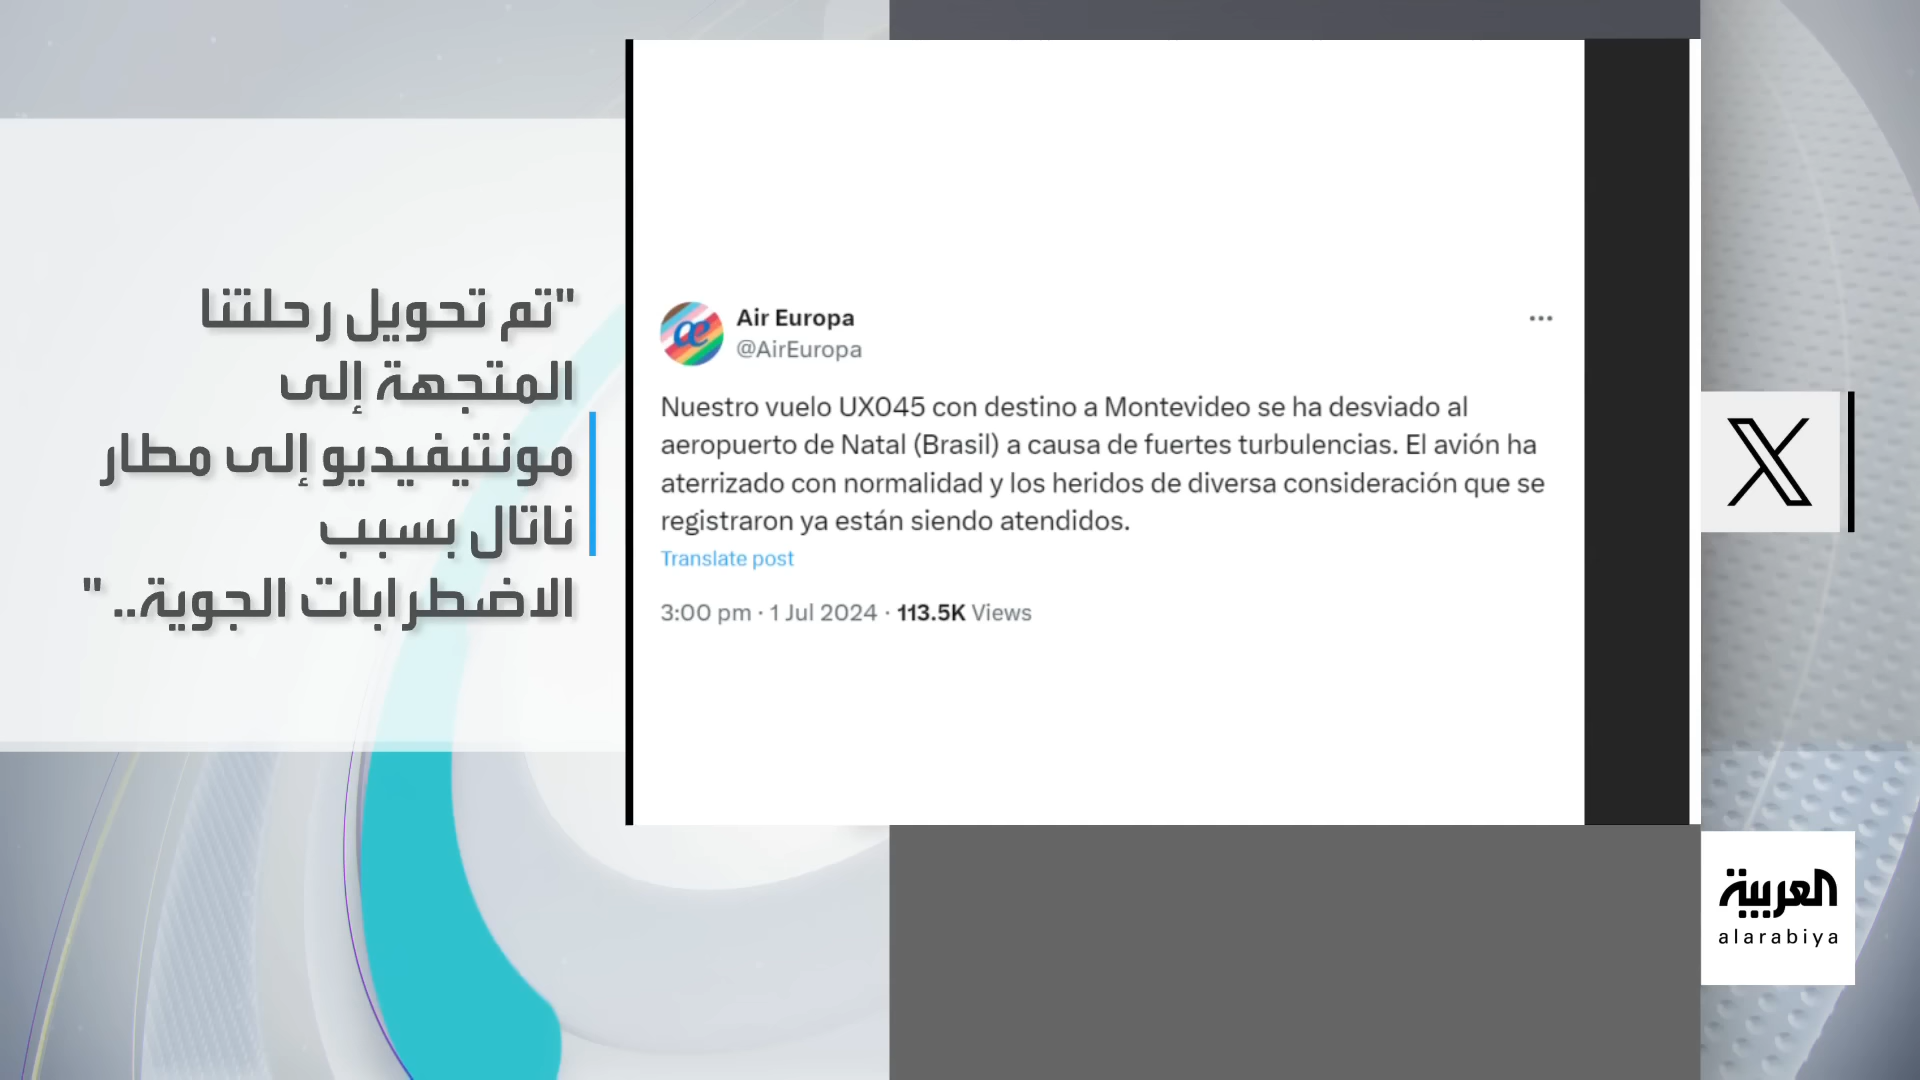 "تم تحويل رحلتنا
المتجهة إلى
مونتيفيديو إلى مطار
ناتال بسبب
الاضطرابات الجوية.. "
Air Europa
@AirEuropa
Nuestro vuelo UX045 con destino a Montevideo se ha desviado al
aeropuerto de Natal (Brasil) a causa de fuertes turbulencias. El avión ha
aterrizado con normalidad y los heridos de diversa consideración que se
registraron ya están siendo atendidos.
Translate post
3:00 pm · 1 Jul 2024 · 113.5K Views
العربية
alarabiya